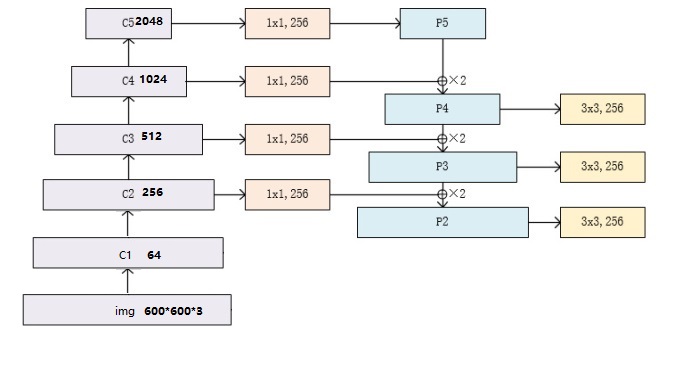 C5 2048 1x1, 256 P5
×2
C4 1024 1x1, 256
P4 3x3, 256
×2
C3 512 1x1, 256
P3 3x3, 256
×2
C2 256 1x1, 256
P2 3x3, 256
C1 64
img 600*600*3